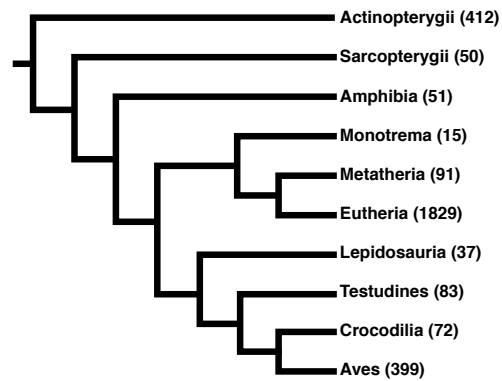 Actinopterygii (412)
Sarcopterygii (50)
Amphibia (51)
Monotrema (15)
Metatheria (91)
Eutheria (1829)
Lepidosauria (37)
Testudines (83)
Crocodilia (72)
Aves (399)